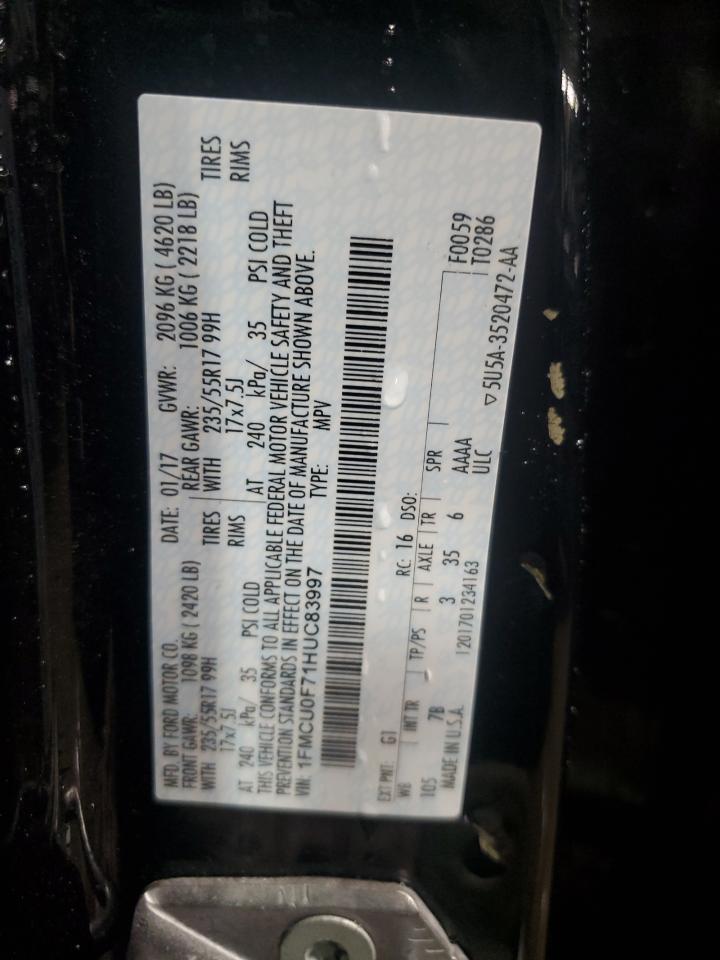 MFD. BY FORD MOTOR CO. DATE: 01/17 GVWR: 2096 KG ( 4620 LB)
FRONT GAWR: 1098 KG ( 2420 LB) REAR GAWR: 1006 KG ( 2218 LB)
WITH 235/55R17 99H TIRES WITH 235/55R17 99H TIRES
17x7.5J RIMS 17x7.5J RIMS
AT 240 kPa/ 35 PSI COLD AT 240 kPa/ 35 PSI COLD
THIS VEHICLE CONFORMS TO ALL APPLICABLE FEDERAL MOTOR VEHICLE SAFETY AND THEFT
PREVENTION STANDARDS IN EFFECT ON THE DATE OF MANUFACTURE SHOWN ABOVE.
VIN: 1FMCU0F71HUC83997 TYPE: MPV
EXT PNT: G1 RC: 16 DSO: F0059
WB INT TR TP/PS R AXLE TR SPR T0286
105 7B 3 35 6 AAAA
MADE IN U.S.A. 1201701234163 ULC ▽5U5A-3520472-AA